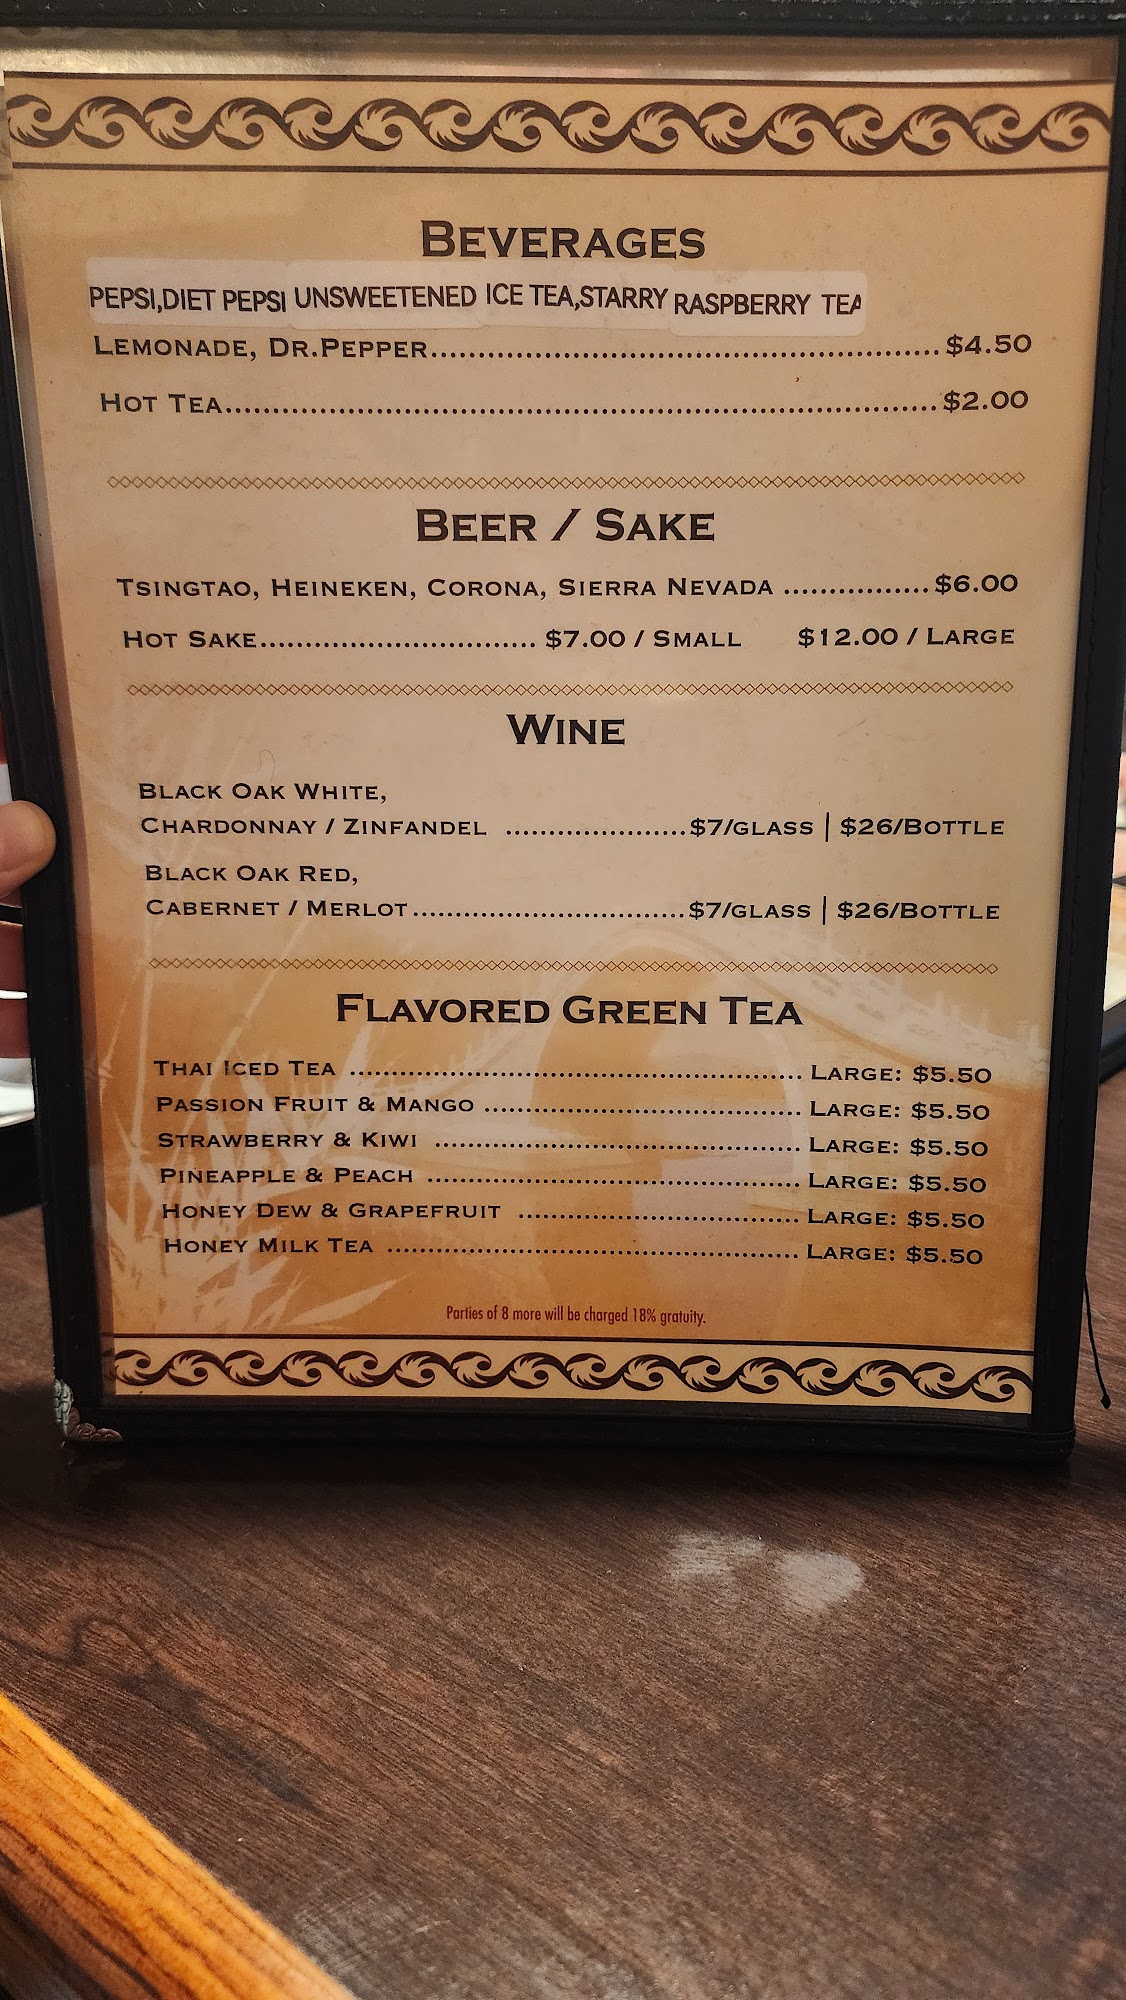 BEVERAGES
PEPSI,DIET PEPSI UNSWEETENED ICE TEA,STARRY RASPBERRY TEA
LEMONADE, DR.PEPPER.......................................................$4.50
HOT TEA............................................................................$2.00
BEER / SAKE
TSINGTAO, HEINEKEN, CORONA, SIERRA NEVADA ................$6.00
HOT SAKE............................... $7.00 / SMALL $12.00 / LARGE
WINE
BLACK OAK WHITE,
CHARDONNAY / ZINFANDEL .....................$7/GLASS | $26/BOTTLE
BLACK OAK RED,
CABERNET / MERLOT...............................$7/GLASS | $26/BOTTLE
FLAVORED GREEN TEA
THAI ICED TEA .................................................... LARGE: $5.50
PASSION FRUIT & MANGO ..................................... LARGE: $5.50
STRAWBERRY & KIWI .......................................... LARGE: $5.50
PINEAPPLE & PEACH ........................................... LARGE: $5.50
HONEY DEW & GRAPEFRUIT ................................. LARGE: $5.50
HONEY MILK TEA ................................................ LARGE: $5.50
Parties of 8 more will be charged 18% gratuity.